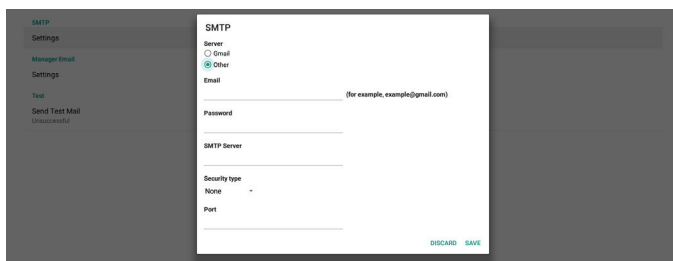 SMTP
Settings
Manager Email
Settings
Test
Send Test Mail
Unsuccessful
SMTP
Server
Gmail
Other
Email
(for example, example@gmail.com)
Password
SMTP Server
Security type
None
Port
DISCARD SAVE